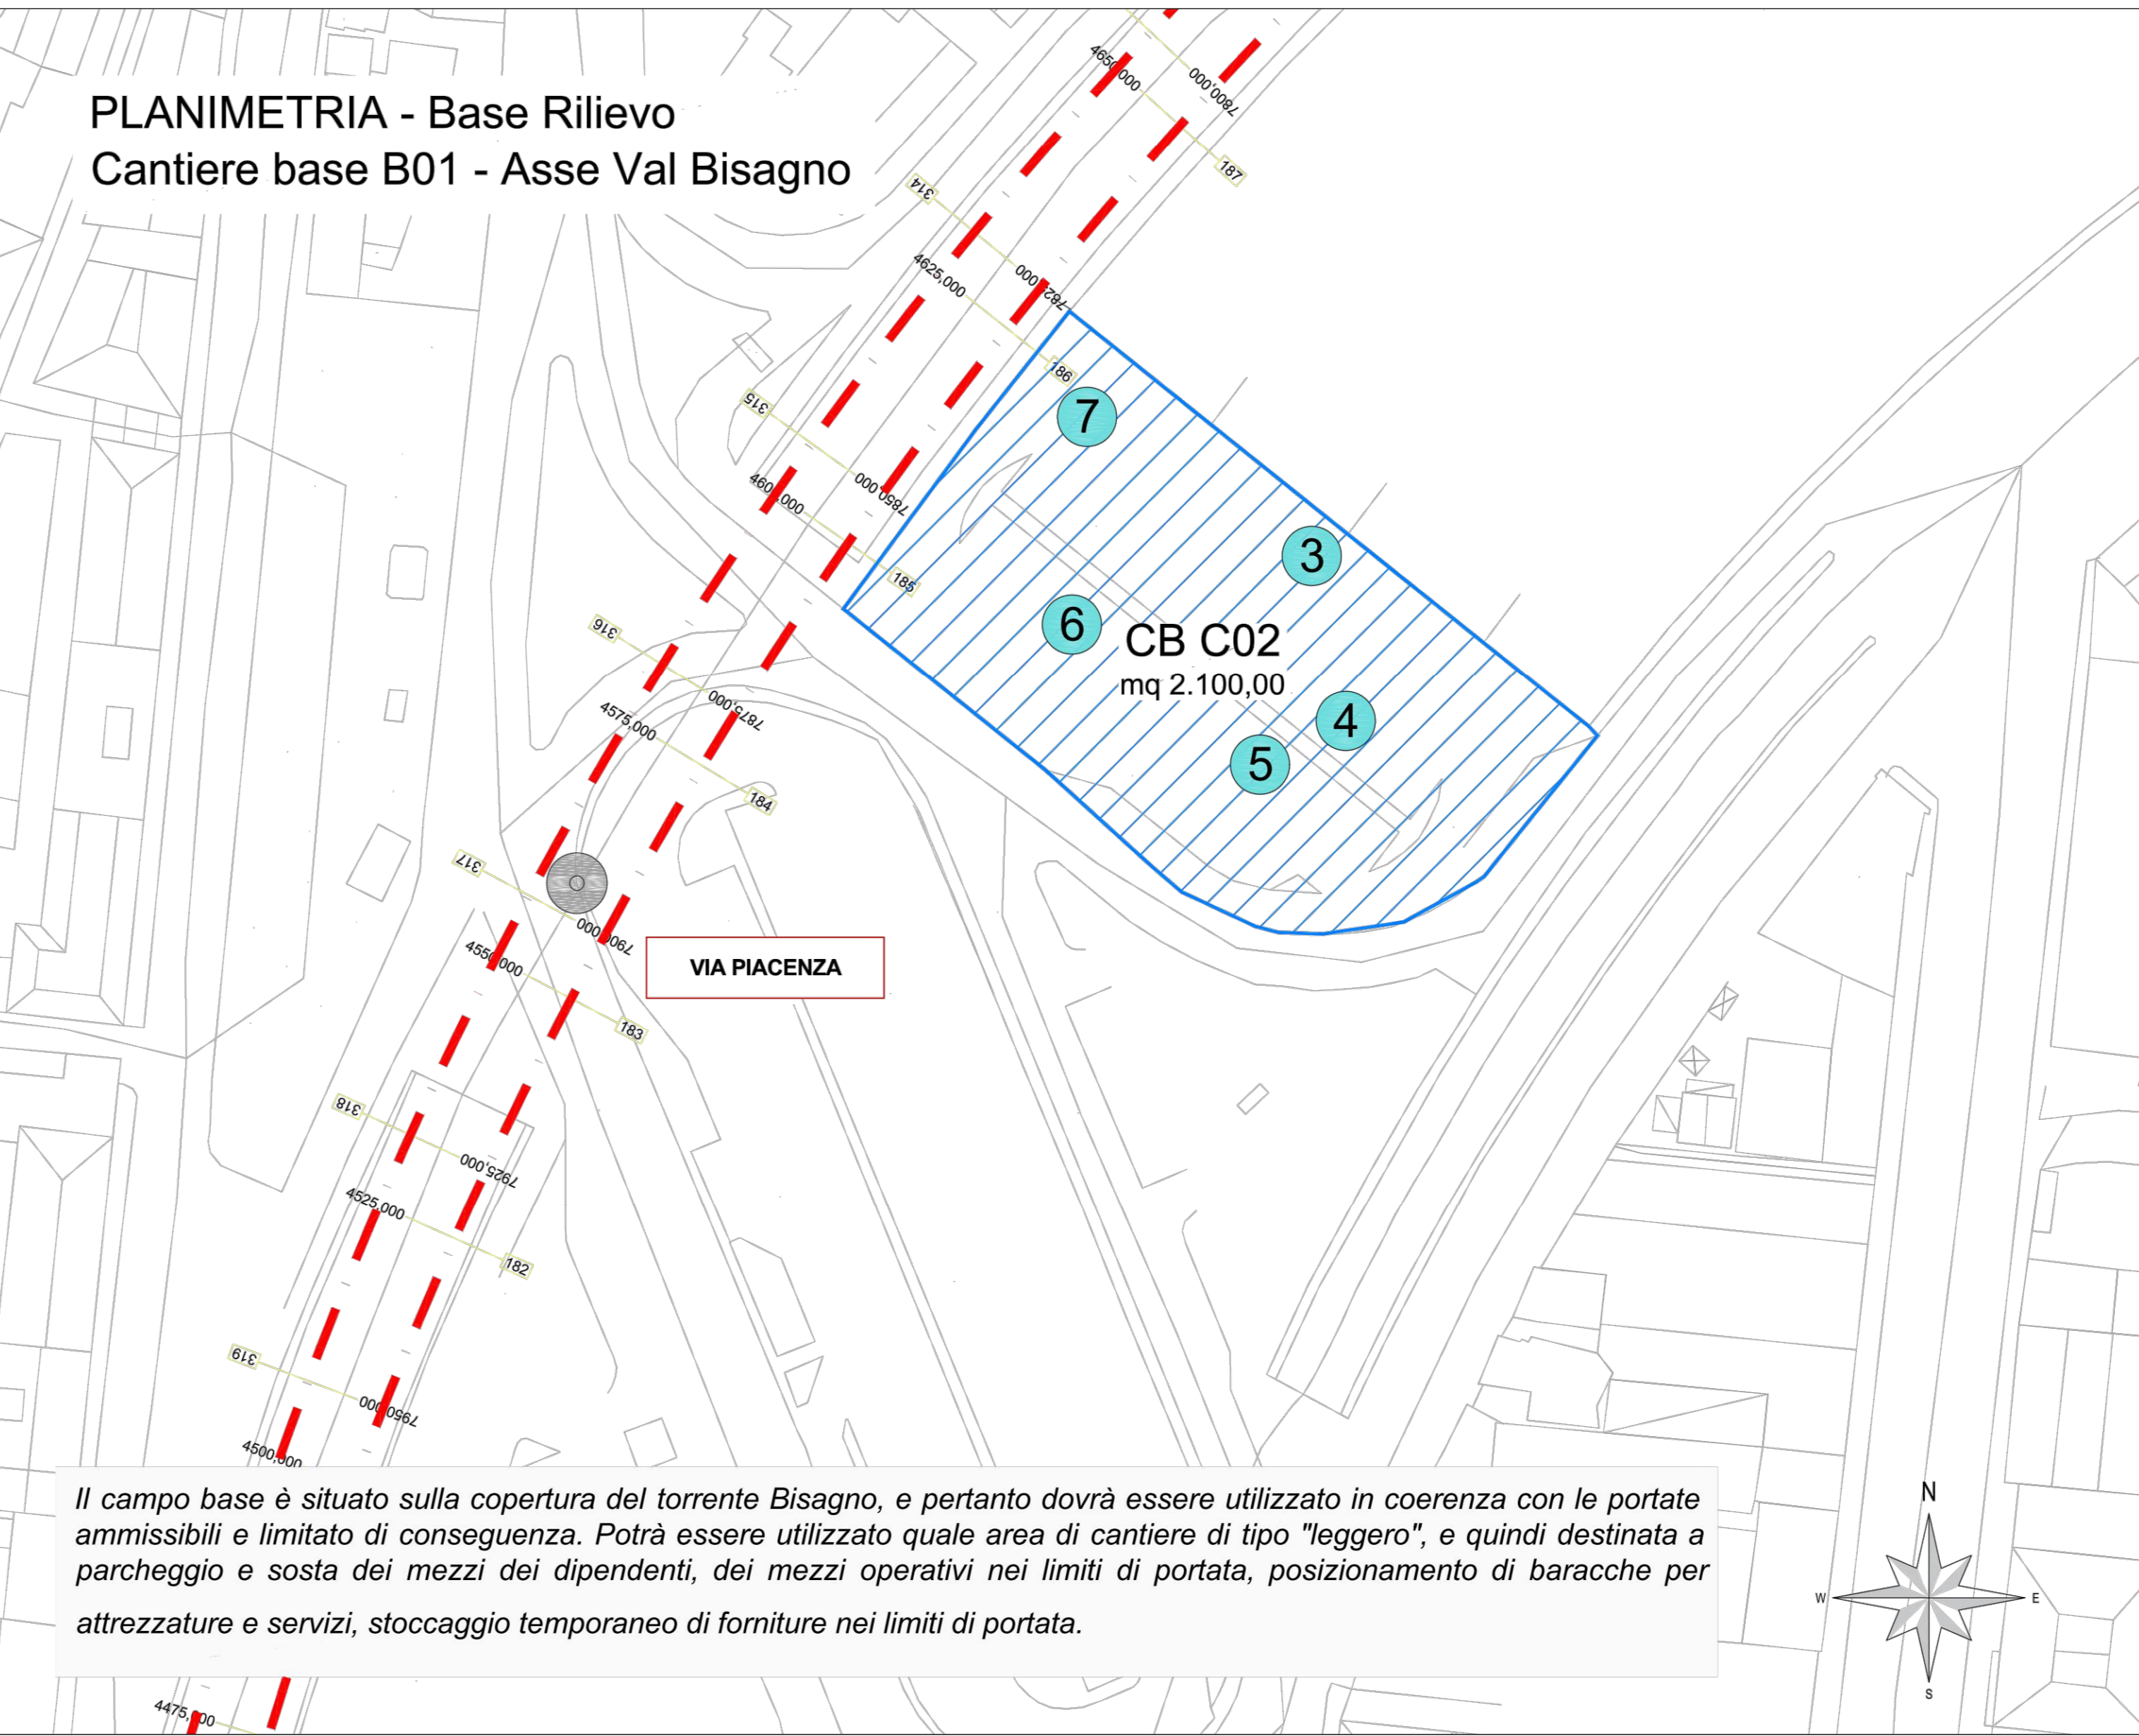 PLANIMETRIA - Base Rilievo
Cantiere base B01 - Asse Val Bisagno
4650,000
7800,000
187
314
4625,000
7825,000
186
315
4600,000
7850,000
185
7
3
6
CB C02
mq 2.100,00
4
5
316
4575,000
7875,000
184
317
4550,000
7900,000
183
VIA PIACENZA
318
4525,000
7925,000
182
319
4500,000
7950,000
Il campo base è situato sulla copertura del torrente Bisagno, e pertanto dovrà essere utilizzato in coerenza con le portate
ammissibili e limitato di conseguenza. Potrà essere utilizzato quale area di cantiere di tipo "leggero", e quindi destinata a
parcheggio e sosta dei mezzi dei dipendenti, dei mezzi operativi nei limiti di portata, posizionamento di baracche per
attrezzature e servizi, stoccaggio temporaneo di forniture nei limiti di portata.
N
W
E
S
4475,000